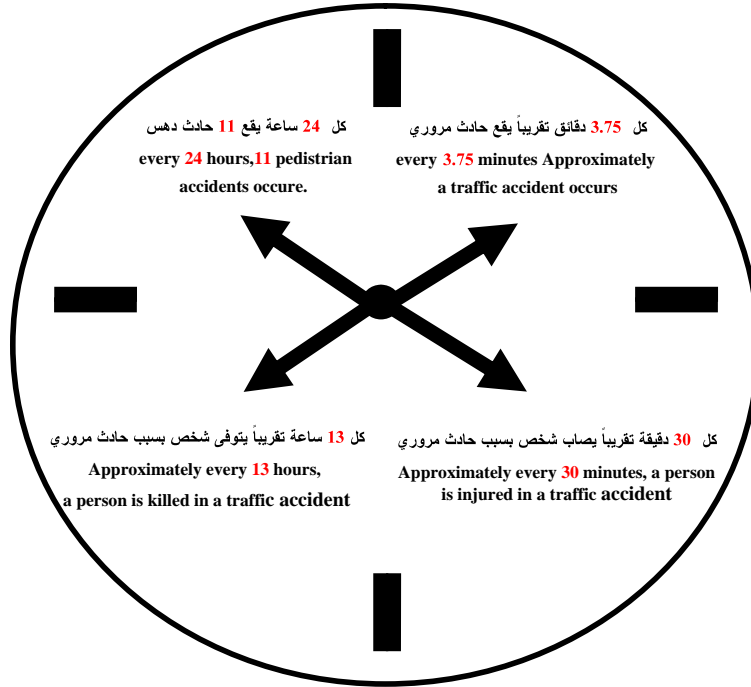 كل 24 ساعة يقع 11 حادث دهس
every 24 hours,11 pedistrian
accidents occure.
كل 3.75 دقائق تقريباً يقع حادث مروري
every 3.75 minutes Approximately
a traffic accident occurs
كل 13 ساعة تقريباً يتوفى شخص بسبب حادث مروري
Approximately every 13 hours,
a person is killed in a traffic accident
كل 30 دقيقة تقريباً يصاب شخص بسبب حادث مروري
Approximately every 30 minutes, a person
is injured in a traffic accident